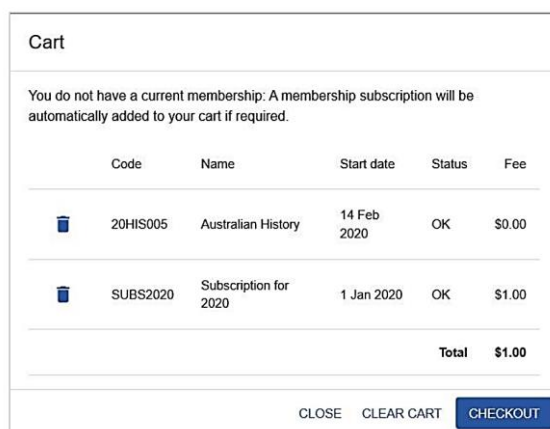 Cart
You do not have a current membership: A membership subscription will be
automatically added to your cart if required.
Code Name Start date Status Fee
20HIS005 Australian History 14 Feb 2020 OK $0.00
SUBS2020 Subscription for 2020 1 Jan 2020 OK $1.00
Total $1.00
CLOSE CLEAR CART CHECKOUT